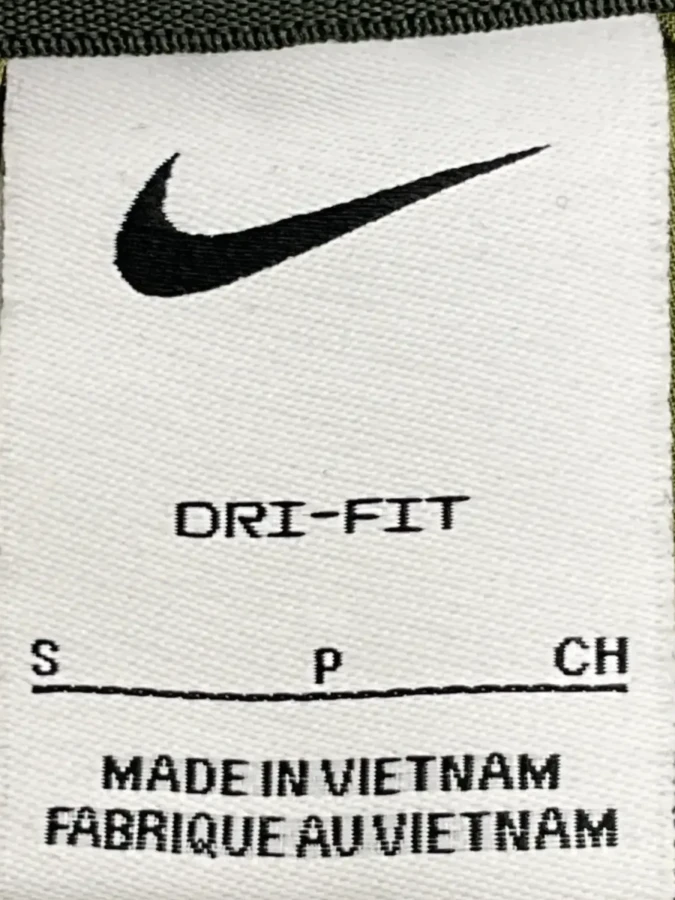 DRI-FIT
S P CH
MADE IN VIETNAM
FABRIQUE AU VIETNAM